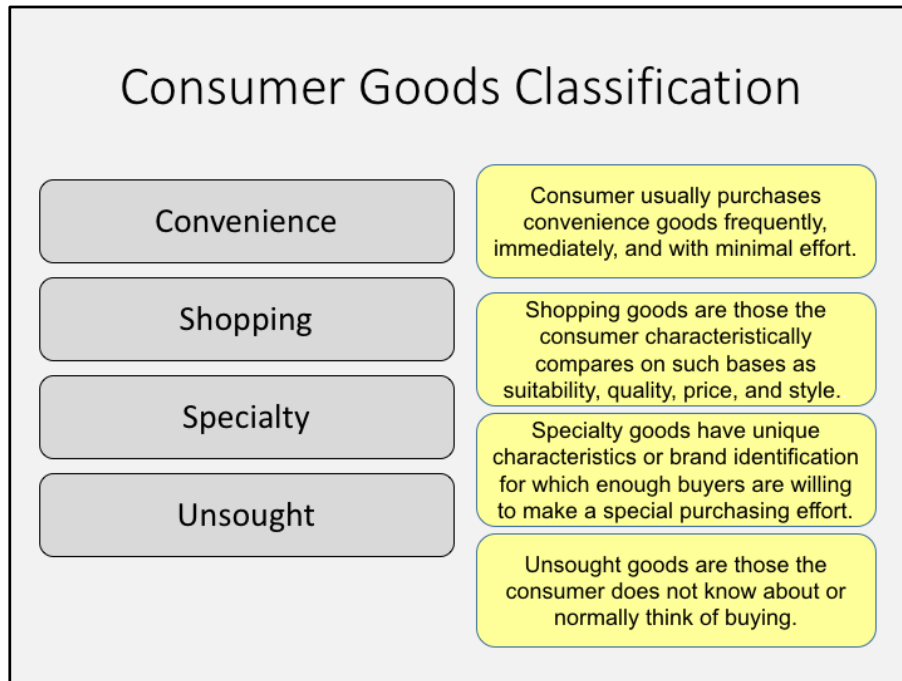 Consumer Goods Classification
Convenience
Consumer usually purchases
convenience goods frequently,
immediately, and with minimal effort.
Shopping
Shopping goods are those the
consumer characteristically
compares on such bases as
suitability, quality, price, and style.
Specialty
Specialty goods have unique
characteristics or brand identification
for which enough buyers are willing
to make a special purchasing effort.
Unsought
Unsought goods are those the
consumer does not know about or
normally think of buying.